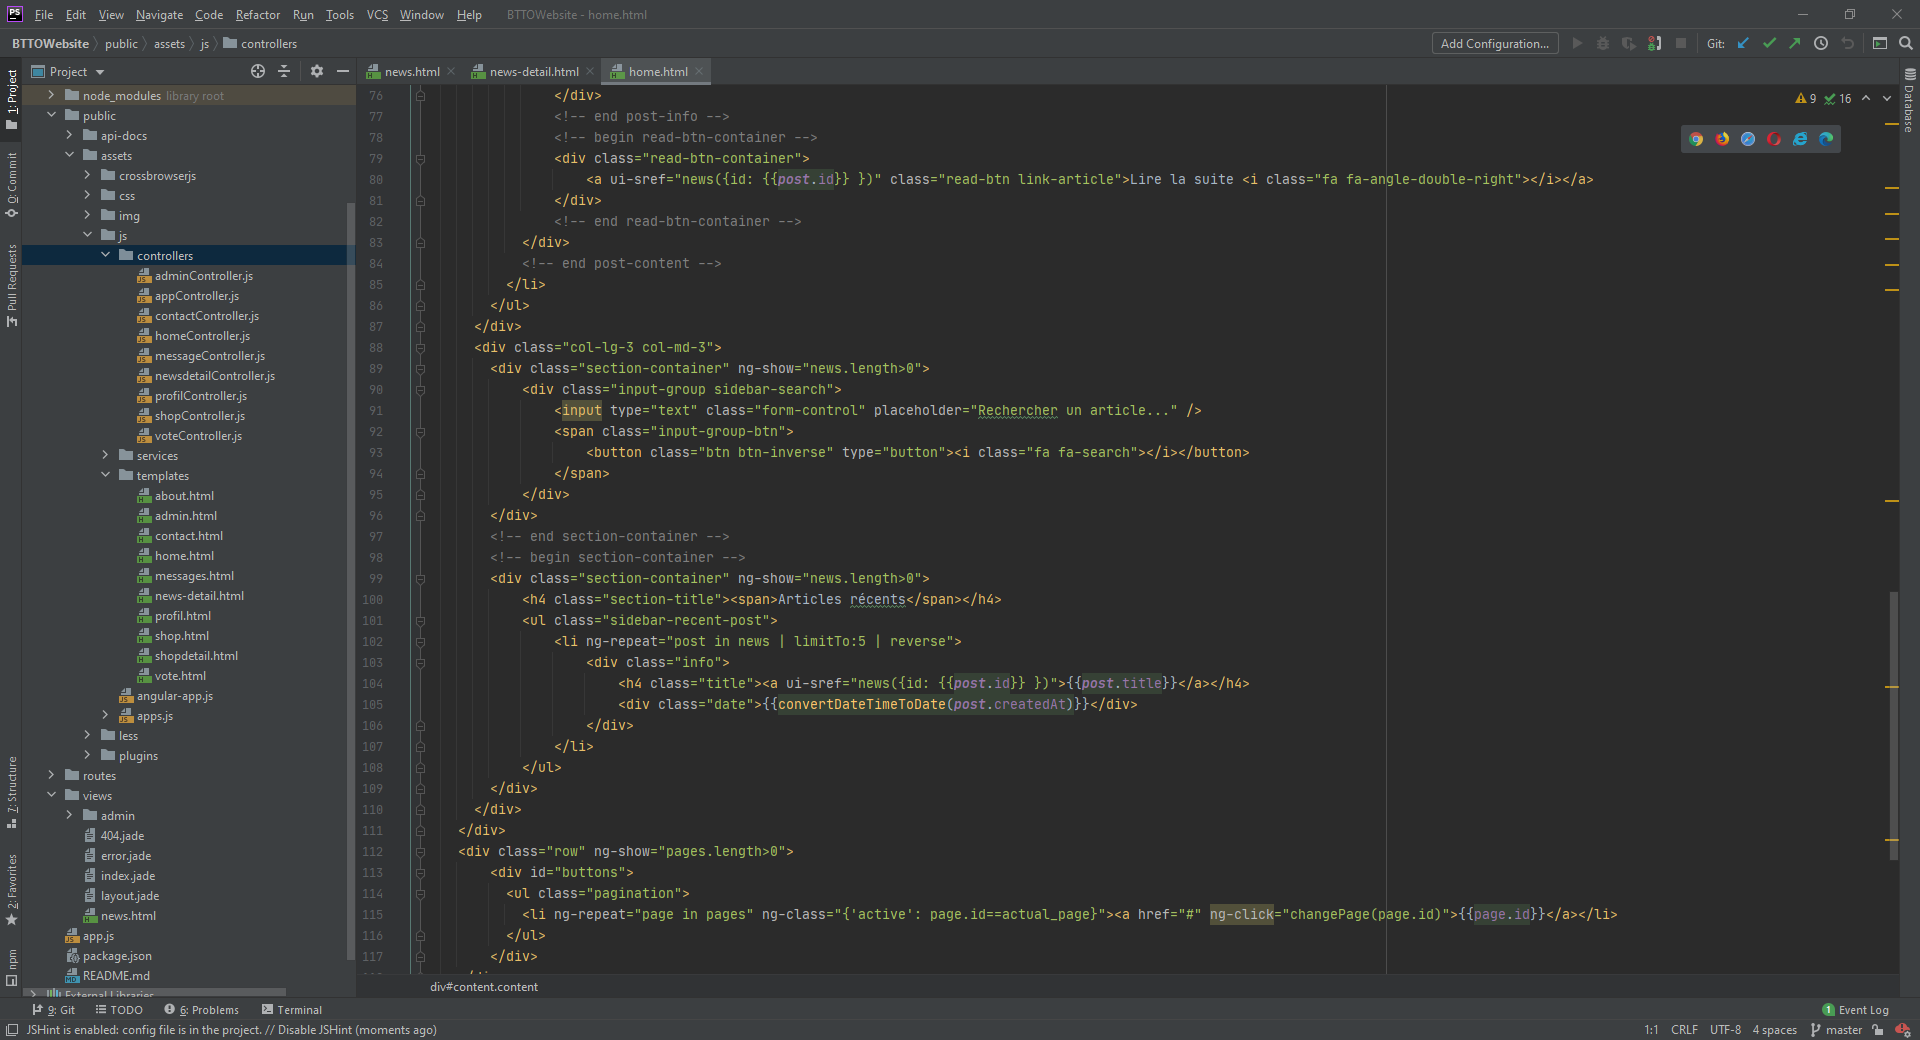 PS File Edit View Navigate Code Refactor Run Tools VCS Window Help BTTOWebsite - home.html
BTTOWebsite public assets js controllers Add Configuration... Git:
1: Project
0: Commit
Pull Requests
7: Structure
2: Favorites
npm
Project
node_modules library root
public
api-docs
assets
crossbrowserjs
css
img
js
controllers
adminController.js
appController.js
contactController.js
homeController.js
messageController.js
newsdetailController.js
profilController.js
shopController.js
voteController.js
services
templates
about.html
admin.html
contact.html
home.html
messages.html
news-detail.html
profil.html
shop.html
shopdetail.html
vote.html
angular-app.js
apps.js
less
plugins
routes
views
admin
404.jade
error.jade
index.jade
layout.jade
news.html
app.js
package.json
README.md
External Libraries
news.html news-detail.html home.html
9 16
Database
76 </div>
77 <!-- end post-info -->
78 <!-- begin read-btn-container -->
79 <div class="read-btn-container">
80 <a ui-sref="news({id: {{post.id}} })" class="read-btn link-article">Lire la suite <i class="fa fa-angle-double-right"></i></a>
81 </div>
82 <!-- end read-btn-container -->
83 </div>
84 <!-- end post-content -->
85 </li>
86 </ul>
87 </div>
88 <div class="col-lg-3 col-md-3">
89 <div class="section-container" ng-show="news.length>0">
90 <div class="input-group sidebar-search">
91 <input type="text" class="form-control" placeholder="Rechercher un article..." />
92 <span class="input-group-btn">
93 <button class="btn btn-inverse" type="button"><i class="fa fa-search"></i></button>
94 </span>
95 </div>
96 </div>
97 <!-- end section-container -->
98 <!-- begin section-container -->
99 <div class="section-container" ng-show="news.length>0">
100 <h4 class="section-title"><span>Articles récents</span></h4>
101 <ul class="sidebar-recent-post">
102 <li ng-repeat="post in news | limitTo:5 | reverse">
103 <div class="info">
104 <h4 class="title"><a ui-sref="news({id: {{post.id}} })">{{post.title}}</a></h4>
105 <div class="date">{{convertDateTimeToDate(post.createdAt)}}</div>
106 </div>
107 </li>
108 </ul>
109 </div>
110 </div>
111 </div>
112 <div class="row" ng-show="pages.length>0">
113 <div id="buttons">
114 <ul class="pagination">
115 <li ng-repeat="page in pages" ng-class="{'active': page.id==actual_page}"><a href="#" ng-click="changePage(page.id)">{{page.id}}</a></li>
116 </ul>
117 </div>
div#content.content
9: Git TODO 6: Problems Terminal 1 Event Log
JSHint is enabled: config file is in the project. // Disable JSHint (moments ago) 1:1 CRLF UTF-8 4 spaces master